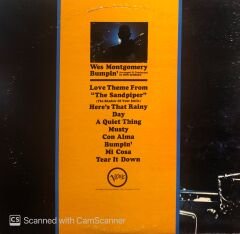 Wes Montgomery
Bumpin'
Love Theme From
"The Sandpiper"
(The Shadow Of Your Smile)
Here's That Rainy
Day
A Quiet Thing
Musty
Con Alma
Bumpin'
Mi Cosa
Tear It Down
Verve
CS Scanned with CamScanner